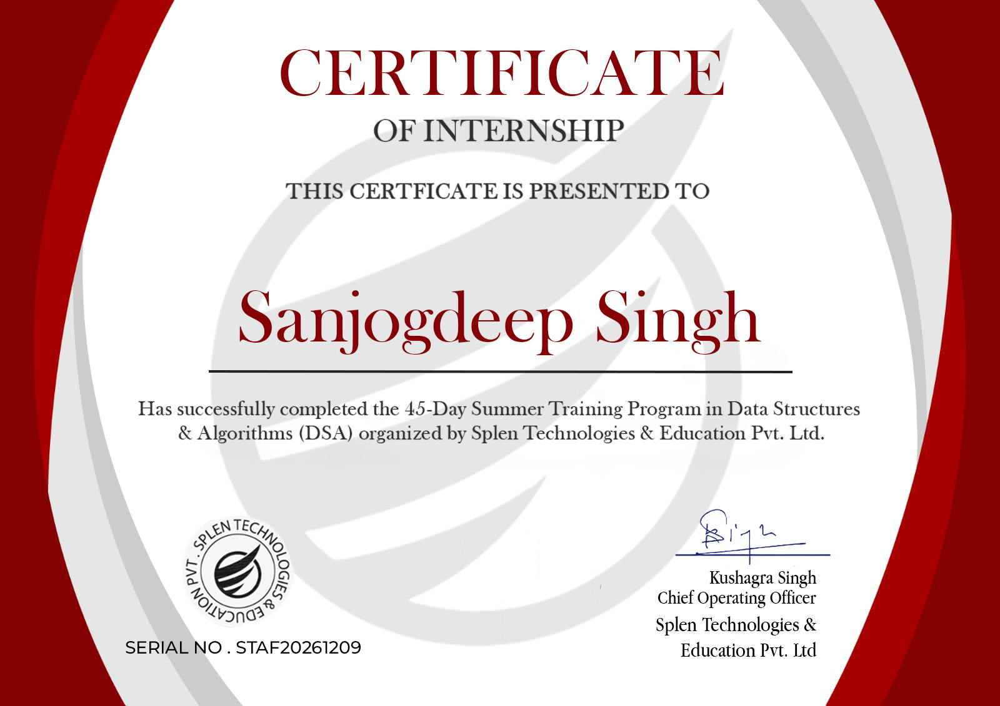 CERTIFICATE
OF INTERNSHIP
THIS CERTFICATE IS PRESENTED TO
Sanjogdeep Singh
Has successfully completed the 45-Day Summer Training Program in Data Structures
& Algorithms (DSA) organized by Splen Technologies & Education Pvt. Ltd.
SPLEN TECHNOLOGIES & EDUCATION PVT .
SERIAL NO . STAF20261209
Kushagra Singh
Chief Operating Officer
Splen Technologies &
Education Pvt. Ltd